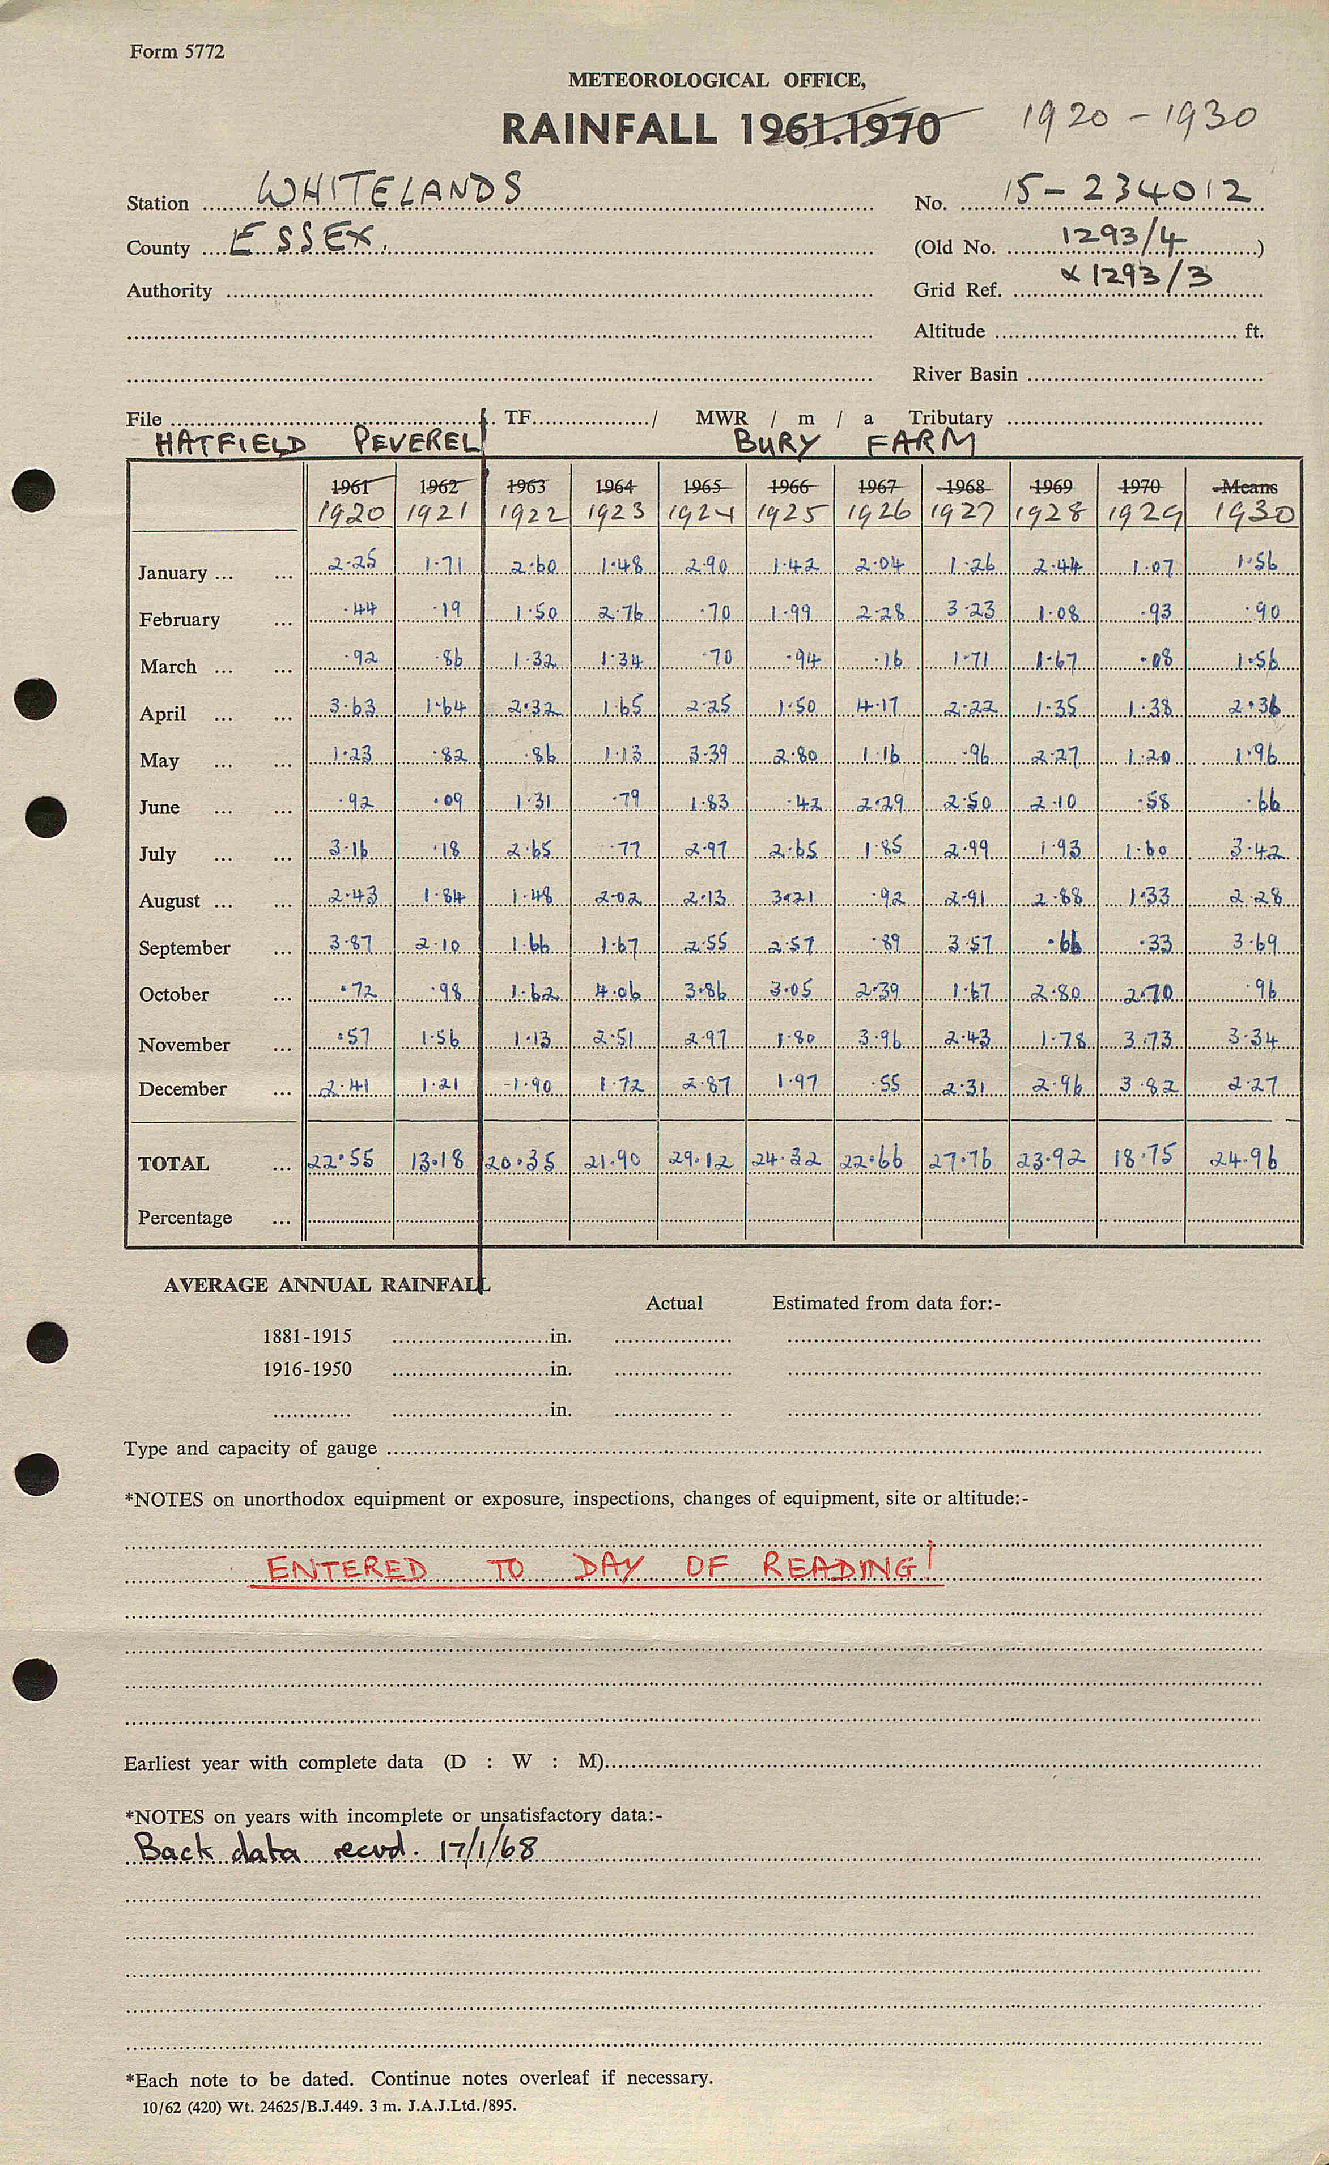 Form 5772
METEOROLOGICAL OFFICE,
RAINFALL 1961-1970 1920 - 1930
Station WHITELANDS No. 15-234012
County ESSEX. (Old No. 1293/4)
& 1293/3
Authority Grid Ref.
Altitude ft.
River Basin
File TF / MWR / m / a Tributary
HATFIELD PEVEREL BURY FARM
1961 1962 1963 1964 1965 1966 1967 1968 1969 1970 Means
1920 1921 1922 1923 1924 1925 1926 1927 1928 1929 1930
January ... ... 2.25 1.71 2.60 1.48 2.90 1.42 2.04 1.26 2.44 1.07 1.56
February ... .44 .19 1.50 2.76 .70 1.99 2.28 3.23 1.08 .93 .90
March ... ... .92 .86 1.32 1.34 .70 .94 .16 1.71 1.67 .08 1.56
April ... ... 3.63 1.64 2.32 1.65 2.25 1.50 4.17 2.22 1.35 1.38 2.36
May ... ... 1.23 .82 .86 1.13 3.39 2.80 1.16 .96 2.27 1.20 1.96
June ... ... .92 .09 1.31 .79 1.83 .42 2.29 2.50 2.10 .58 .66
July ... ... 3.16 .18 2.65 .77 2.97 2.65 1.85 2.99 1.93 1.60 3.42
August ... ... 2.43 1.84 1.48 2.02 2.13 3.21 .92 2.91 2.88 1.33 2.28
September ... 3.87 2.10 1.66 1.67 2.55 2.57 .89 3.57 .66 .33 3.69
October ... .72 .98 1.62 4.06 3.86 3.05 2.39 1.67 2.80 2.70 .96
November ... .57 1.56 1.13 2.51 2.97 1.80 3.96 2.43 1.78 3.73 3.34
December ... 2.41 1.21 1.90 1.72 2.87 1.97 .55 2.31 2.96 3.82 2.27
TOTAL ... 22.55 13.18 20.35 21.90 29.12 24.32 22.66 27.76 23.92 18.75 24.96
Percentage ...
AVERAGE ANNUAL RAINFALL
Actual Estimated from data for:-
1881-1915 in.
1916-1950 in.
in.
Type and capacity of gauge
*NOTES on unorthodox equipment or exposure, inspections, changes of equipment, site or altitude:-
ENTERED TO DAY OF READING!
Earliest year with complete data (D : W : M)
*NOTES on years with incomplete or unsatisfactory data:-
Back data recvd. 17/1/68
*Each note to be dated. Continue notes overleaf if necessary.
10/62 (420) Wt. 24625/B.J.449. 3 m. J.A.J.Ltd./895.